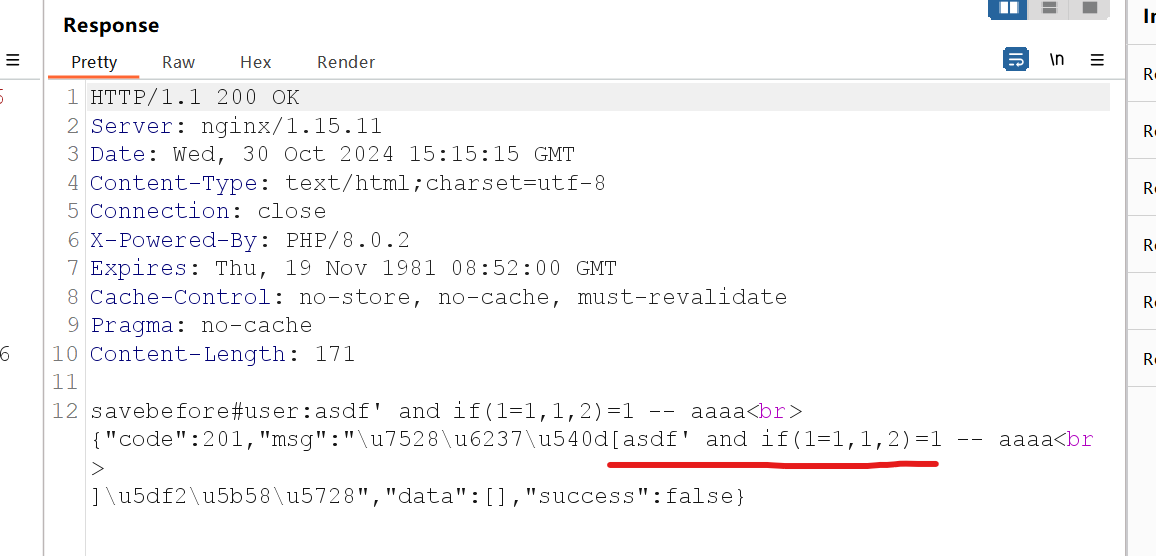 Response
In
Pretty Raw Hex Render \n
1 HTTP/1.1 200 OK
2 Server: nginx/1.15.11
3 Date: Wed, 30 Oct 2024 15:15:15 GMT
4 Content-Type: text/html;charset=utf-8
5 Connection: close
6 X-Powered-By: PHP/8.0.2
7 Expires: Thu, 19 Nov 1981 08:52:00 GMT
8 Cache-Control: no-store, no-cache, must-revalidate
9 Pragma: no-cache
6
10 Content-Length: 171
11
12 savebefore#user:asdf' and if(1=1,1,2)=1 -- aaaa<br>
{"code":201,"msg":"\u7528\u6237\u540d[asdf' and if(1=1,1,2)=1 -- aaaa<br
>
]\u5df2\u5b58\u5728","data":[],"success":false}
Re
Re
Re
Re
Re
Re